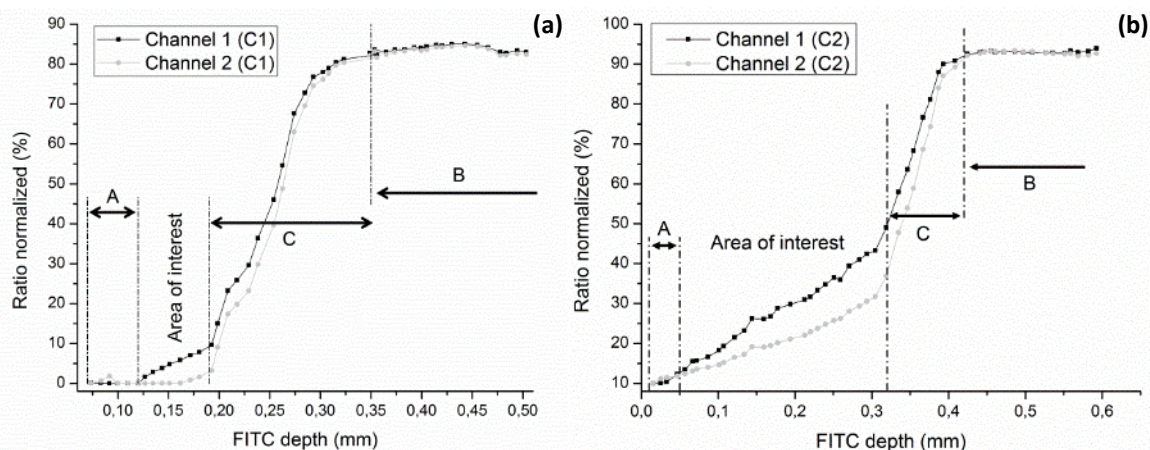 (a)
Channel 1 (C1)
Channel 2 (C1)
Ratio normalized (%)
90
80
70
60
50
40
30
20
10
0
A
Area of interest
C
B
0,10
0,15
0,20
0,25
0,30
0,35
0,40
0,45
0,50
FITC depth (mm)
(b)
Channel 1 (C2)
Channel 2 (C2)
Ratio normalized (%)
100
90
80
70
60
50
40
30
20
10
A
Area of interest
C
B
0,0
0,1
0,2
0,3
0,4
0,5
0,6
FITC depth (mm)